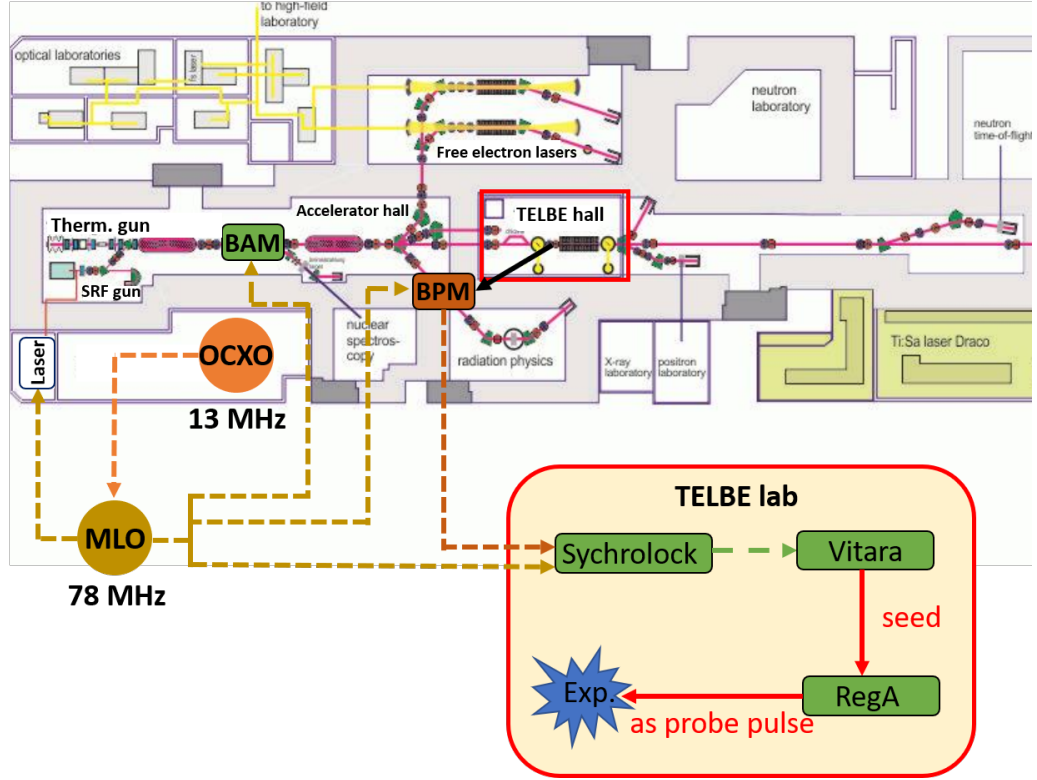 to high-field
laboratory
optical laboratories
fs laser
neutron
laboratory
neutron
time-of-flight
Free electron lasers
Accelerator hall
TELBE hall
Therm. gun
BAM
SRF gun
BPM
nuclear
spectros-
copy
radiation physics
X-ray
laboratory
positron
laboratory
Ti:Sa laser Draco
Laser
OCXO
13 MHz
MLO
78 MHz
TELBE lab
Sychrolock
Vitara
seed
RegA
Exp.
as probe pulse